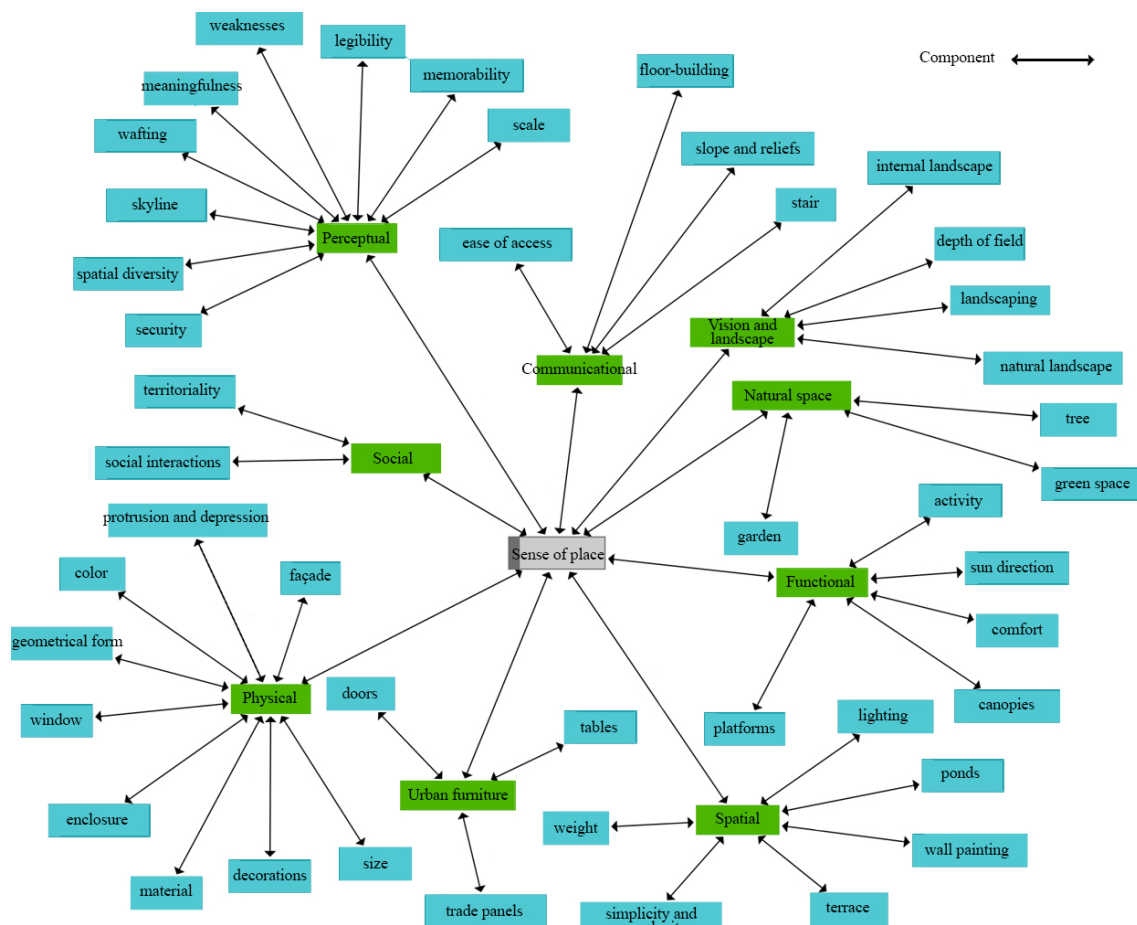 weaknesses
legibility
floor-building
Component
memorability
meaningfulness
scale
wafting
slope and reliefs
internal landscape
skyline
stair
Perceptual
ease of access
depth of field
spatial diversity
landscaping
security
Vision and
landscape
Communicational
natural landscape
territoriality
Natural space
tree
Social
social interactions
green space
activity
protrusion and depression
garden
Sense of place
color
façade
Functional
sun direction
comfort
geometrical form
Physical
doors
canopies
window
platforms
lighting
tables
ponds
Urban furniture
enclosure
weight
Spatial
wall painting
size
decorations
material
trade panels
simplicity and
terrace